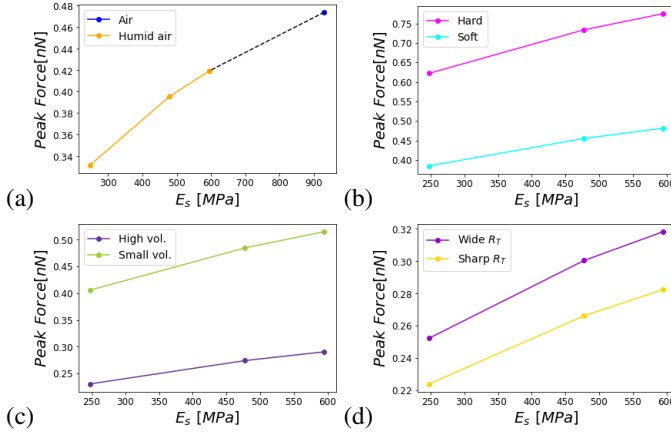 0.48
0.46
0.44
0.42
0.40
0.38
0.36
0.34
Peak Force[nN]
Air
Humid air
300 400 500 600 700 800 900
E_s [MPa]
(a)
0.75
0.70
0.65
0.60
0.55
0.50
0.45
0.40
Peak Force[nN]
Hard
Soft
250 300 350 400 450 500 550 600
E_s [MPa]
(b)
0.50
0.45
0.40
0.35
0.30
0.25
Peak Force[nN]
High vol.
Small vol.
250 300 350 400 450 500 550 600
E_s [MPa]
(c)
0.32
0.30
0.28
0.26
0.24
0.22
Peak Force[nN]
Wide R_T
Sharp R_T
250 300 350 400 450 500 550 600
E_s [MPa]
(d)